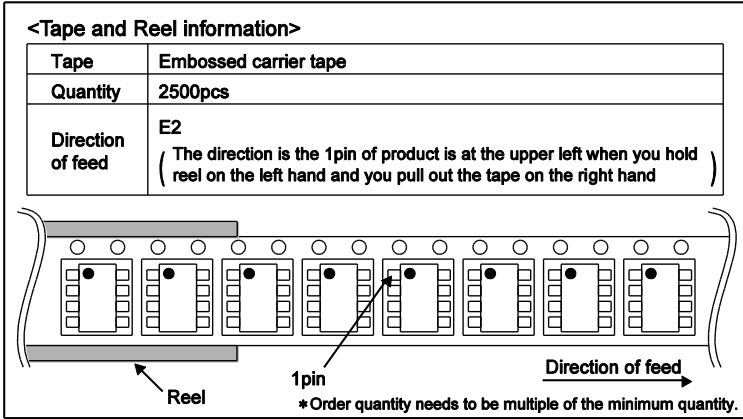 <Tape and Reel information>
Tape Embossed carrier tape
Quantity 2500pcs
Direction of feed E2
( The direction is the 1pin of product is at the upper left when you hold
reel on the left hand and you pull out the tape on the right hand )
Reel
1pin
Direction of feed
*Order quantity needs to be multiple of the minimum quantity.